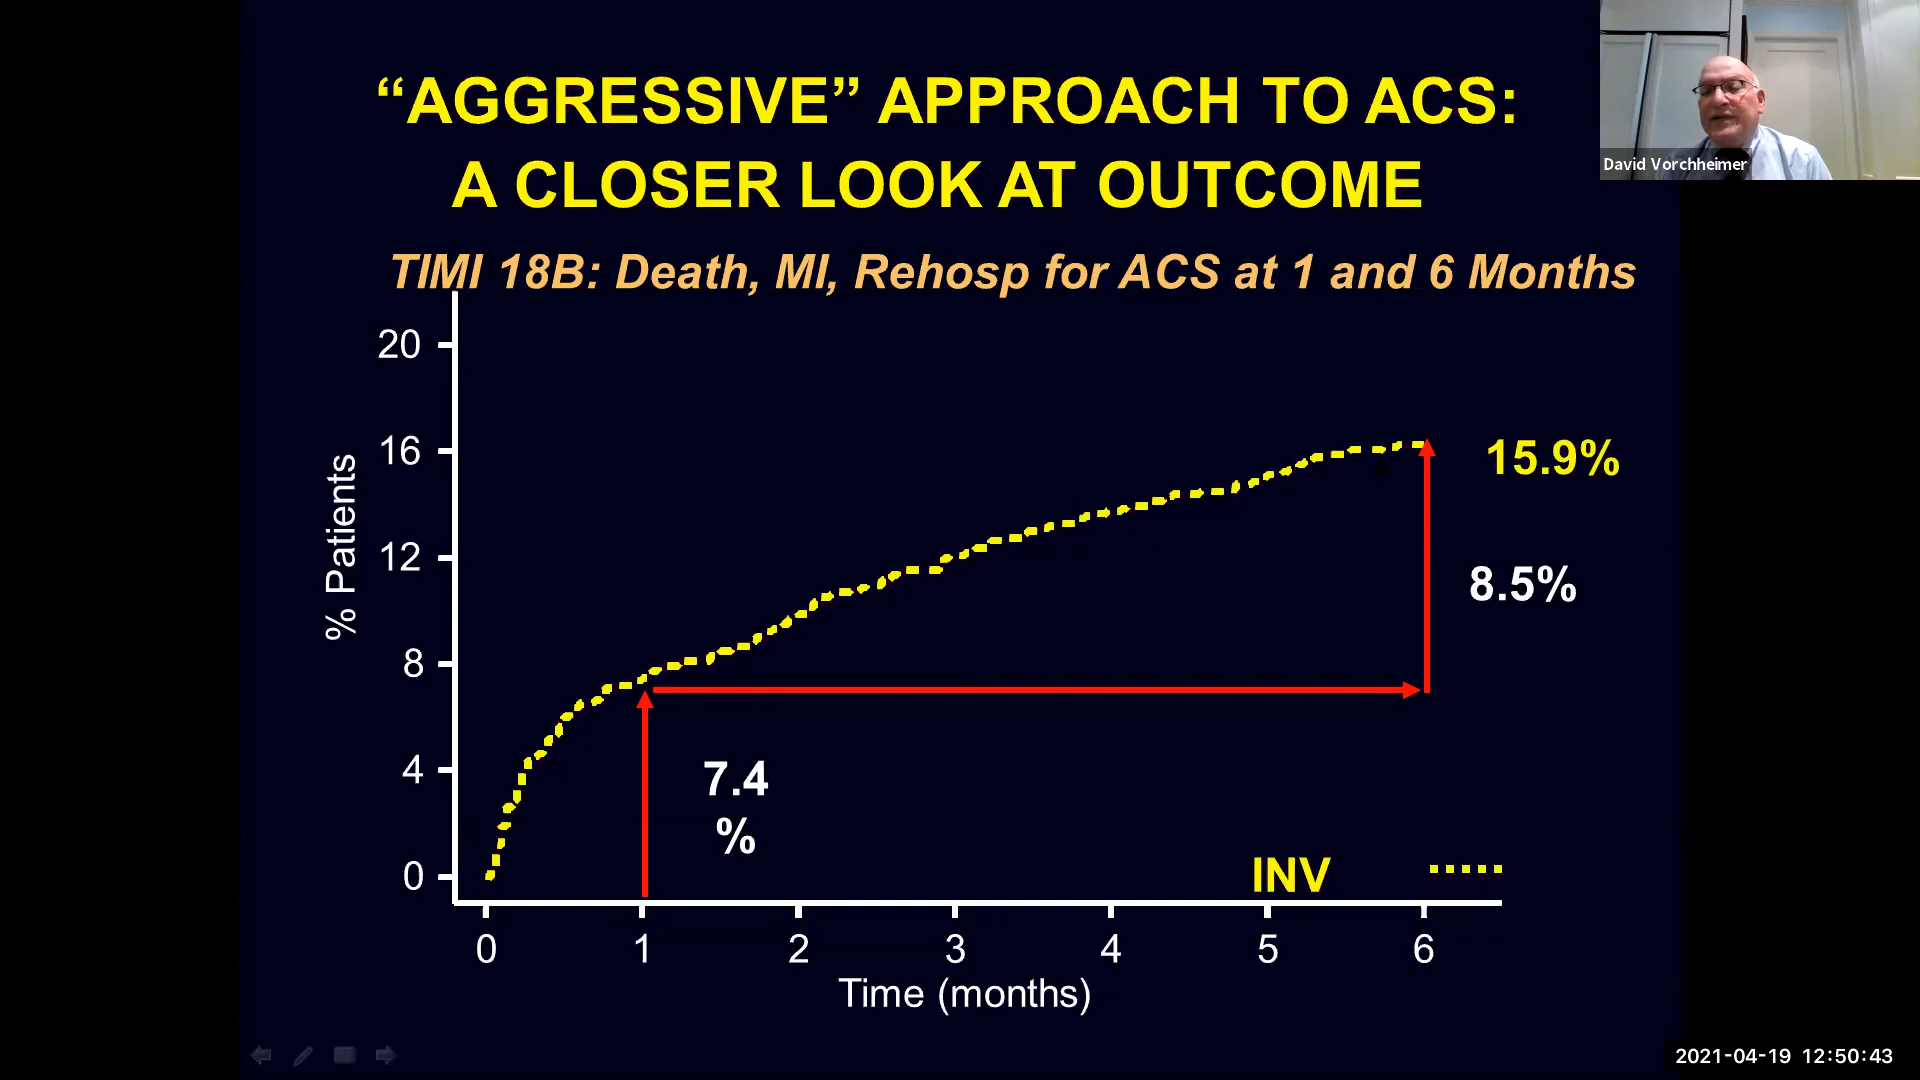 “AGGRESSIVE” APPROACH TO ACS:
A CLOSER LOOK AT OUTCOME
David Vorchheimer
TIMI 18B: Death, MI, Rehosp for ACS at 1 and 6 Months
20
16
12
8
4
0
% Patients
15.9%
8.5%
7.4
%
INV
0 1 2 3 4 5 6
Time (months)
2021-04-19 12:50:43